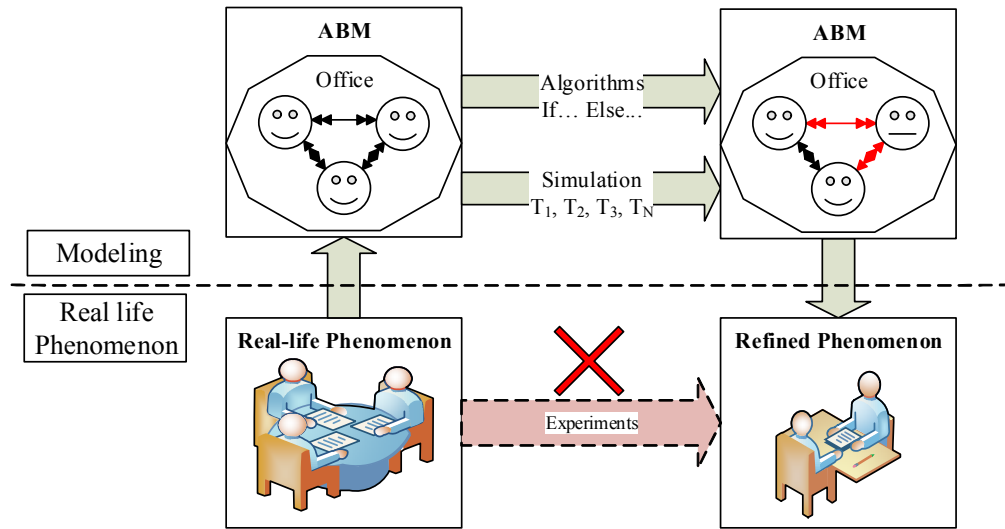 ABM
Office
Algorithms
If… Else...
Simulation
T1, T2, T3, TN
ABM
Office
Modeling
Real life
Phenomenon
Real-life Phenomenon
Experiments
Refined Phenomenon